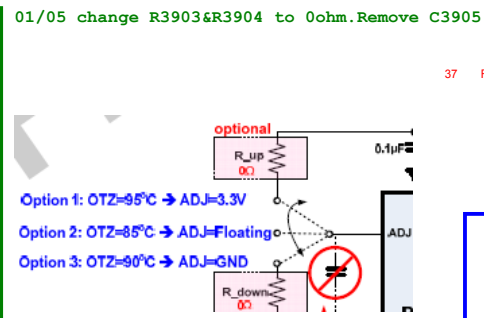 01/05 change R3903&R3904 to 0ohm.Remove C3905
37
optional
R_up
0Ω
0.1µF
Option 1: OTZ=95°C ➔ ADJ=3.3V
Option 2: OTZ=85°C ➔ ADJ=Floating
ADJ
Option 3: OTZ=90°C ➔ ADJ=GND
R_down
0Ω